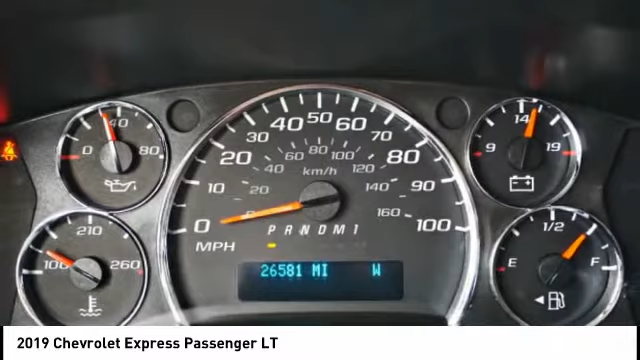 40
0 80
210
100 260
0 10 20 30 40 50 60 70 80 90 100
20 40 60 80 100 120 140 160
km/h
MPH
P R N D M 1
26581 MI W
14
9 19
1/2
E F
2019 Chevrolet Express Passenger LT